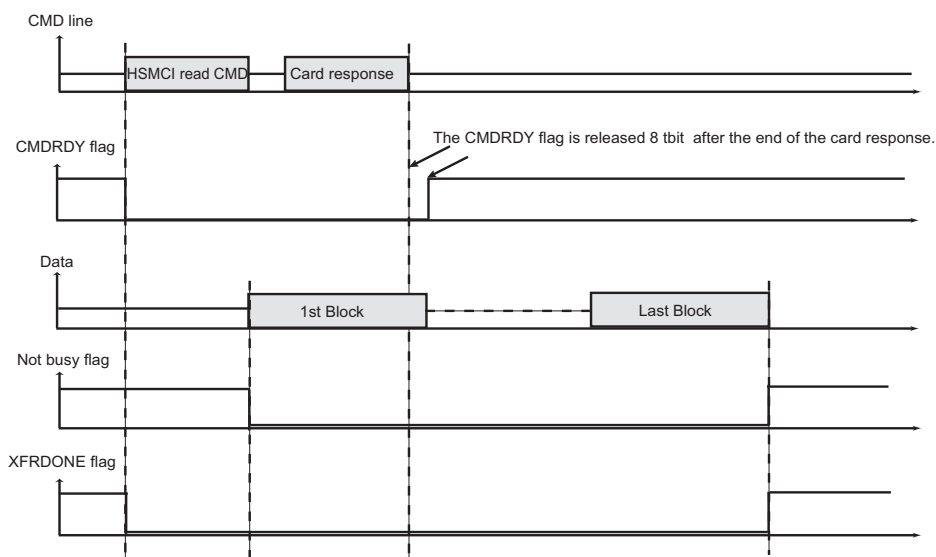 CMD line
HSMCI read CMD
Card response
The CMDRDY flag is released 8 tbit after the end of the card response.
CMDRDY flag
Data
1st Block
Last Block
Not busy flag
XFRDONE flag